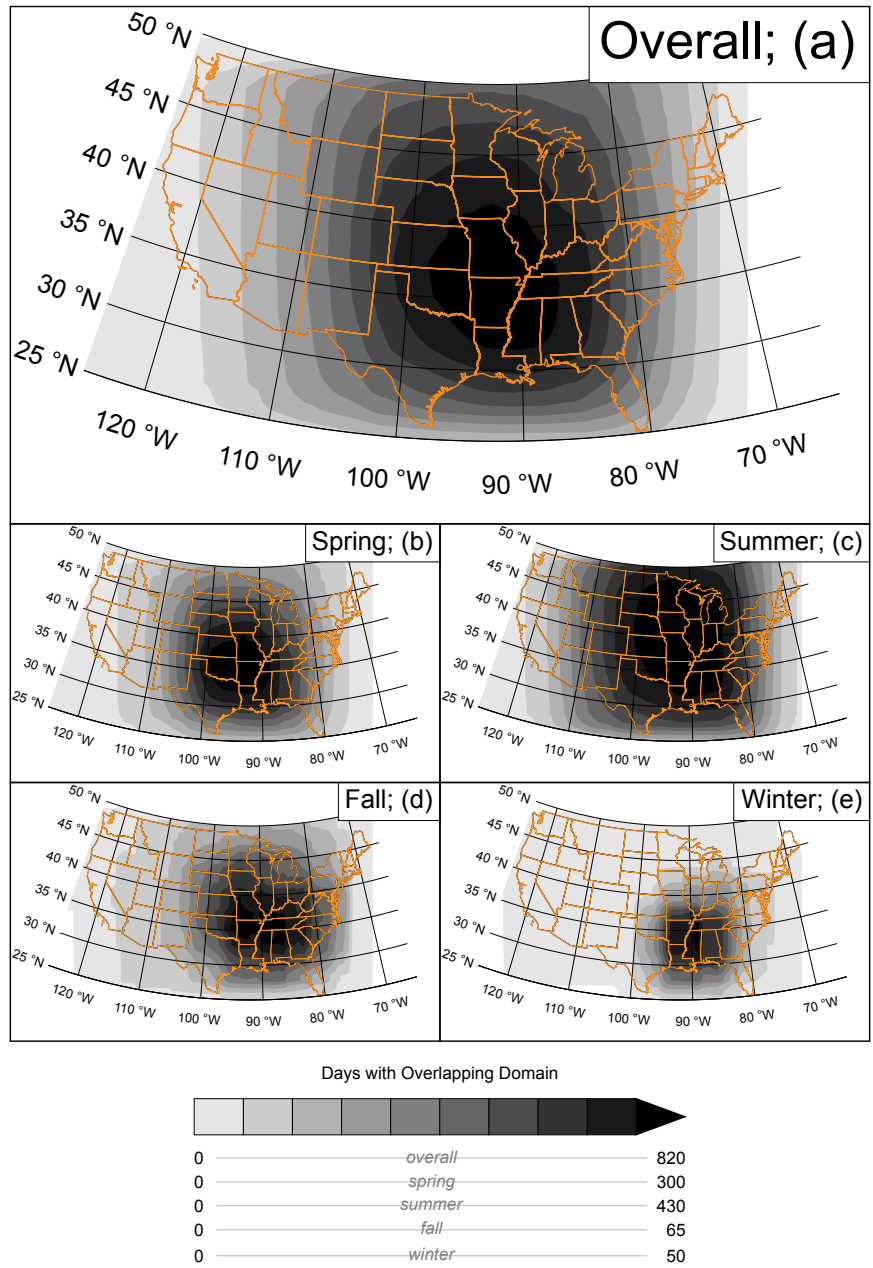 Overall; (a)
50 °N
45 °N
40 °N
35 °N
30 °N
25 °N
120 °W
110 °W
100 °W
90 °W
80 °W
70 °W
Spring; (b)
50 °N
45 °N
40 °N
35 °N
30 °N
25 °N
120 °W
110 °W
100 °W
90 °W
80 °W
70 °W
Summer; (c)
50 °N
45 °N
40 °N
35 °N
30 °N
25 °N
120 °W
110 °W
100 °W
90 °W
80 °W
70 °W
Fall; (d)
50 °N
45 °N
40 °N
35 °N
30 °N
25 °N
120 °W
110 °W
100 °W
90 °W
80 °W
70 °W
Winter; (e)
50 °N
45 °N
40 °N
35 °N
30 °N
25 °N
120 °W
110 °W
100 °W
90 °W
80 °W
70 °W
Days with Overlapping Domain
0 overall 820
0 spring 300
0 summer 430
0 fall 65
0 winter 50